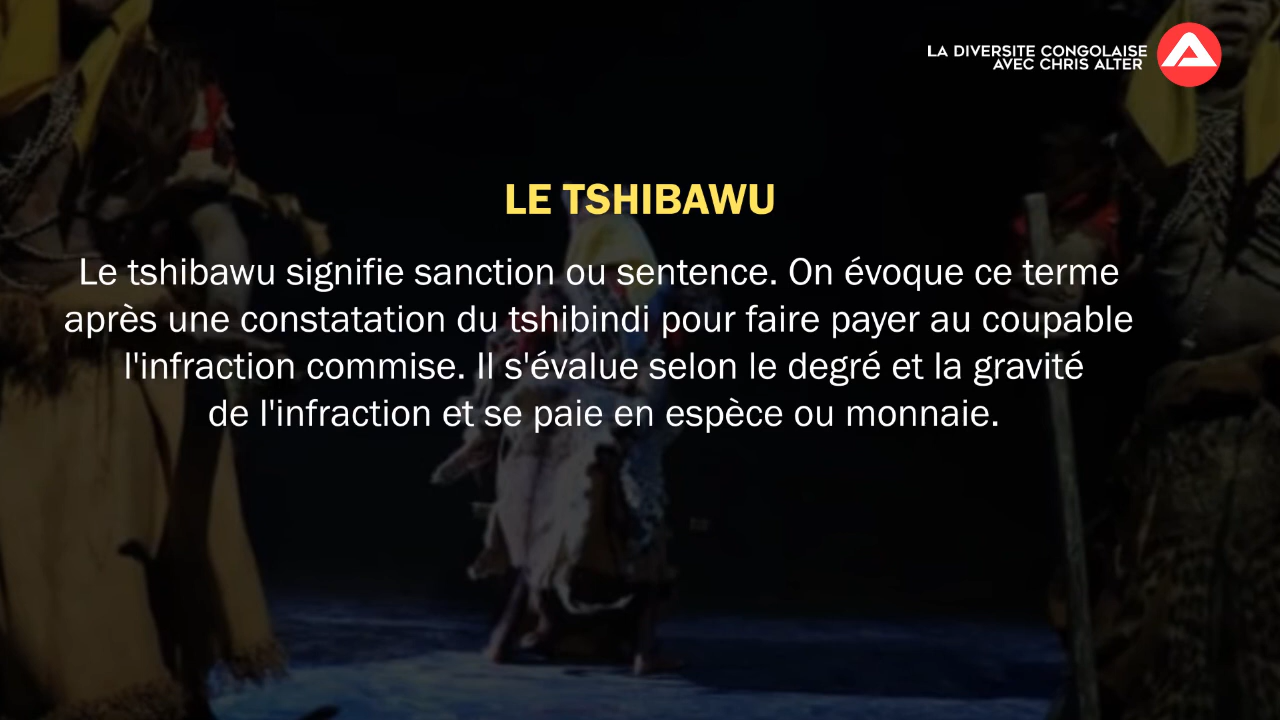 LA DIVERSITE CONGOLAISE
AVEC CHRIS ALTER
LE TSHIBAWU
Le tshibawu signifie sanction ou sentence. On évoque ce terme
après une constatation du tshibindi pour faire payer au coupable
l'infraction commise. Il s'évalue selon le degré et la gravité
de l'infraction et se paie en espèce ou monnaie.